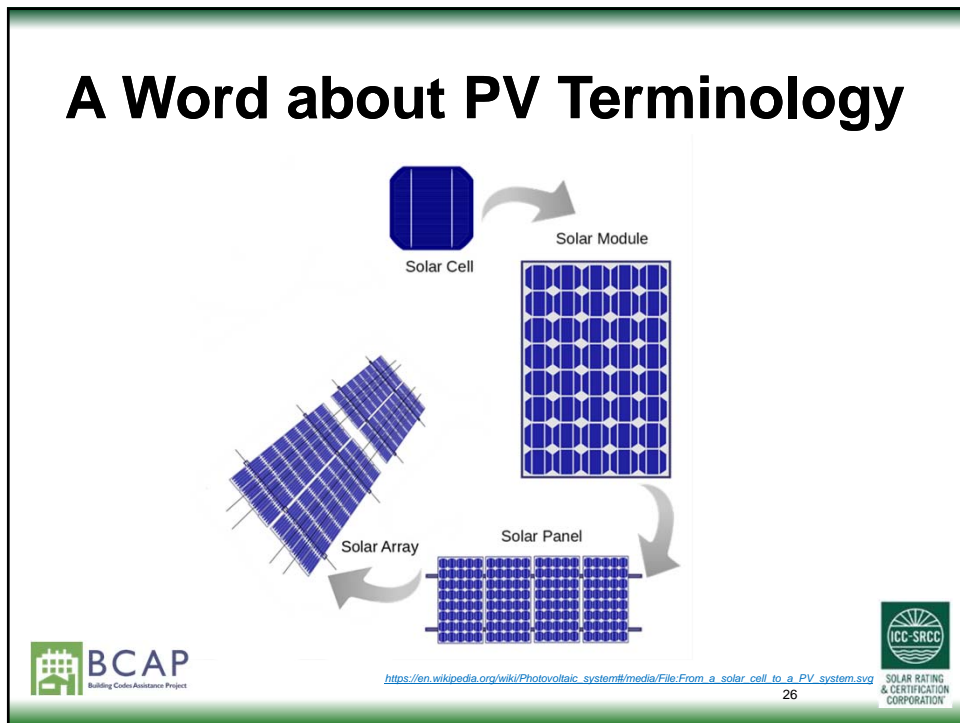 A Word about PV Terminology
Solar Cell
Solar Module
Solar Panel
Solar Array
BCAP
Building Codes Assistance Project
https://en.wikipedia.org/wiki/Photovoltaic_system#/media/File:From_a_solar_cell_to_a_PV_system.svg
26
ICC-SRCC
SOLAR RATING
& CERTIFICATION
CORPORATION™